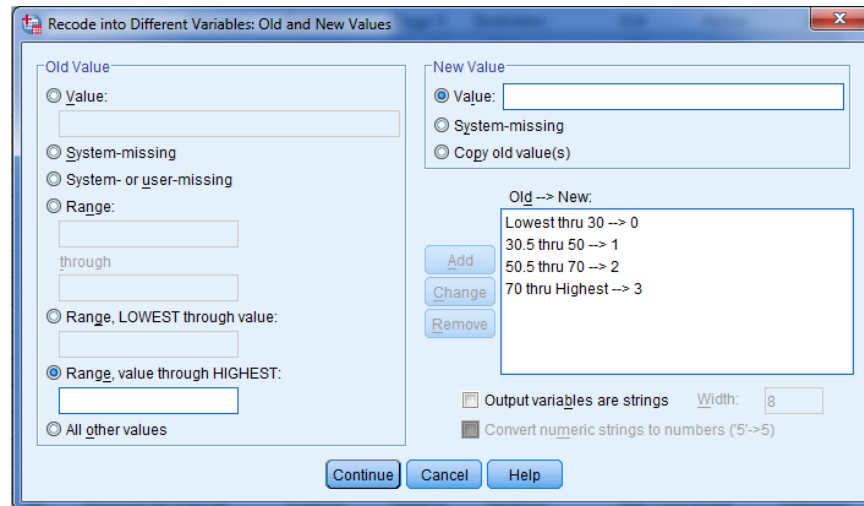 Recode into Different Variables: Old and New Values
Old Value
Value:
System-missing
System- or user-missing
Range:
through
Range, LOWEST through value:
Range, value through HIGHEST:
All other values
New Value
Value:
System-missing
Copy old value(s)
Old --> New:
Lowest thru 30 --> 0
30.5 thru 50 --> 1
50.5 thru 70 --> 2
70 thru Highest --> 3
Add
Change
Remove
Output variables are strings Width: 8
Convert numeric strings to numbers ('5'->5)
Continue Cancel Help